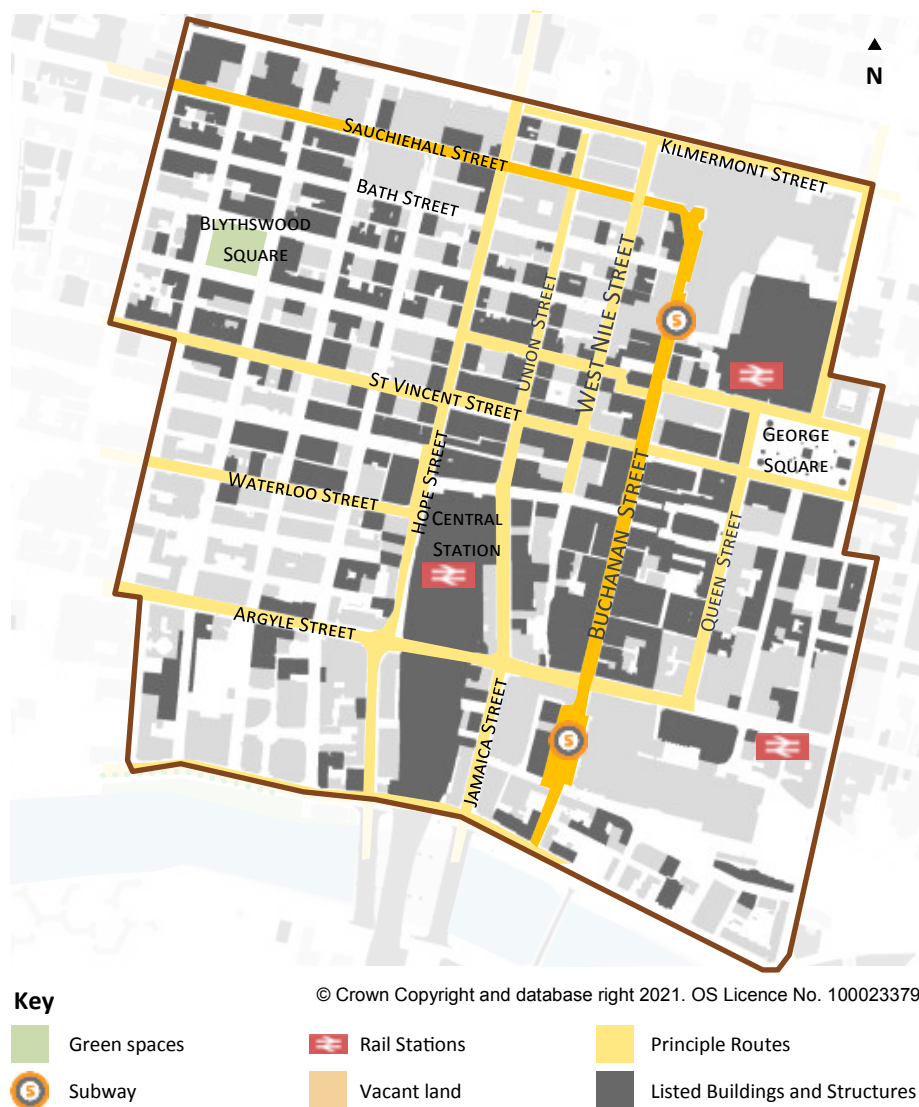 N
SAUCHIEHALL STREET
KILMERMONT STREET
BATH STREET
BLYTHSWOOD
SQUARE
UNION STREET
WEST NILE STREET
S
ST VINCENT STREET
GEORGE
SQUARE
HOPE STREET
WATERLOO STREET
CENTRAL
STATION
BUCHANAN STREET
QUEEN STREET
ARGYLE STREET
JAMAICA STREET
S
Key
© Crown Copyright and database right 2021. OS Licence No. 100023379
Green spaces
Rail Stations
Principle Routes
S
Subway
Vacant land
Listed Buildings and Structures